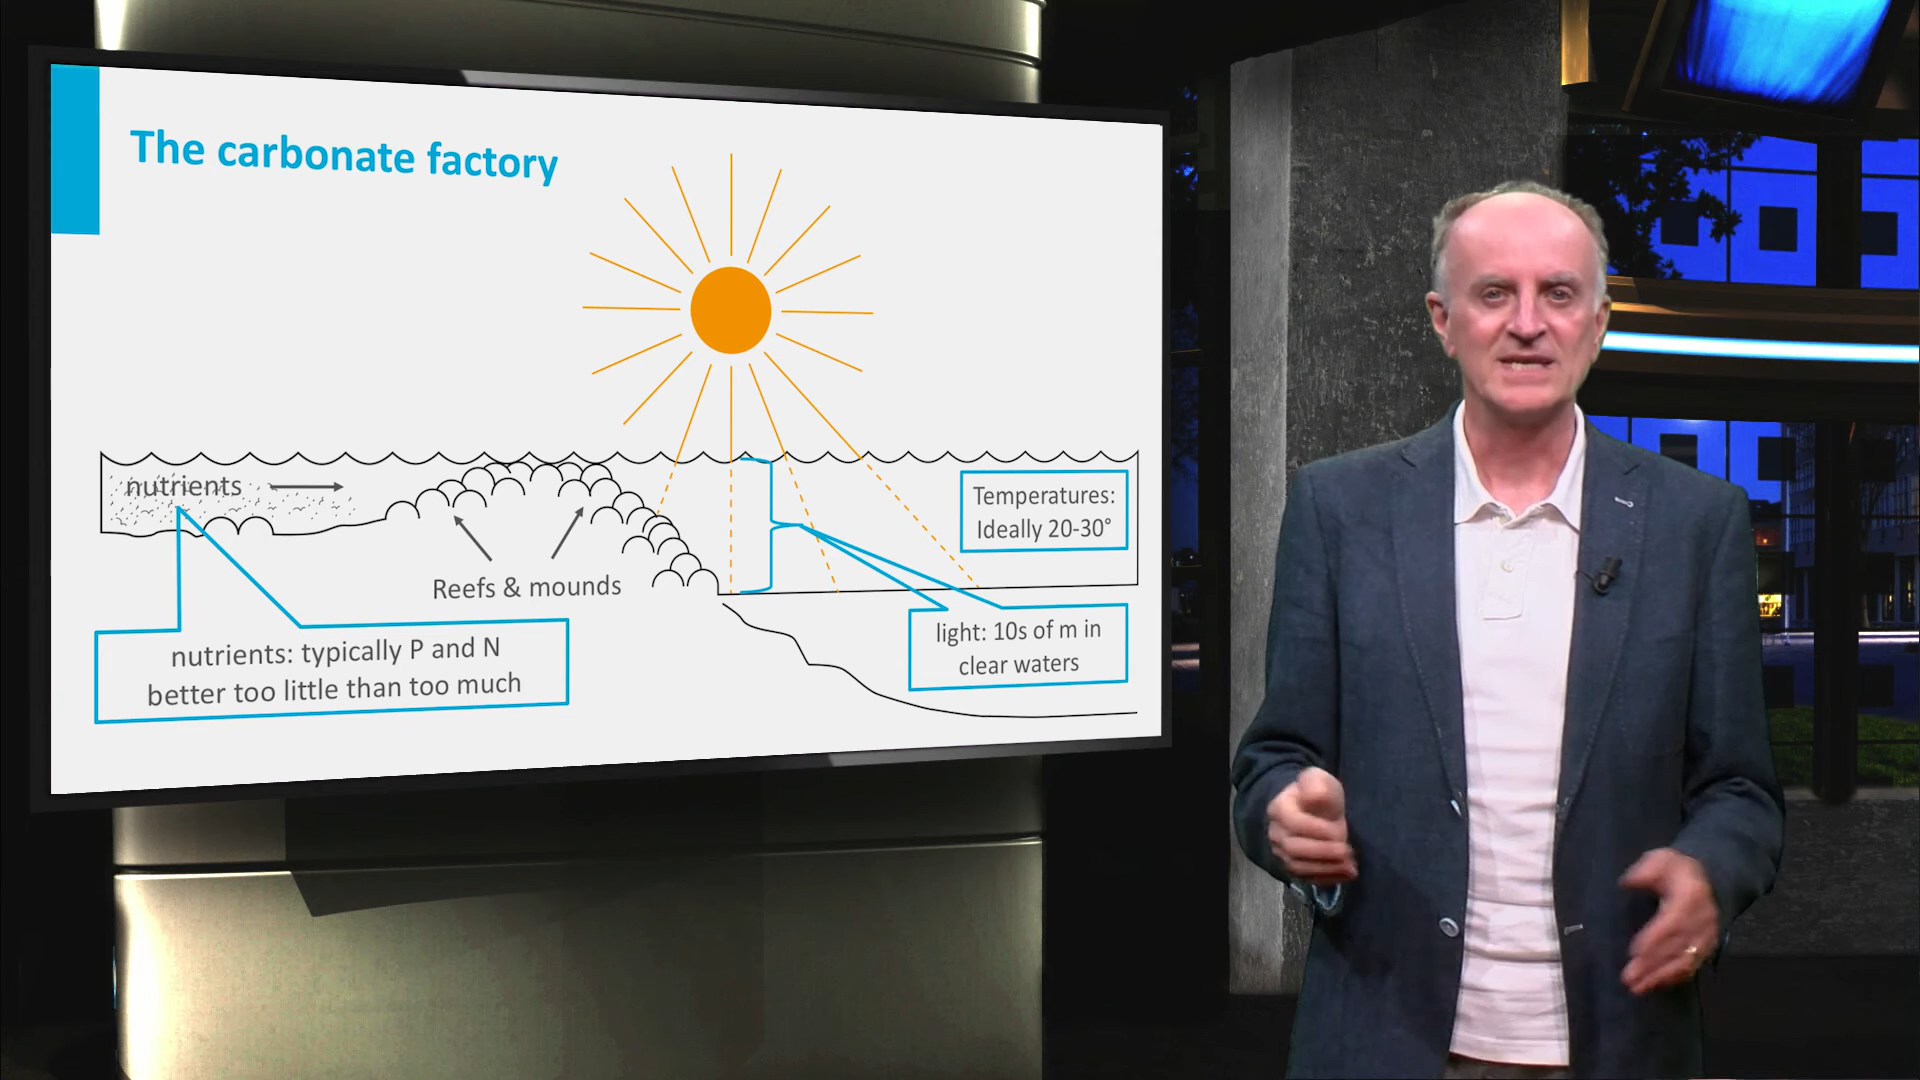 The carbonate factory
nutrients
Temperatures:
Ideally 20-30°
Reefs & mounds
nutrients: typically P and N
better too little than too much
light: 10s of m in
clear waters